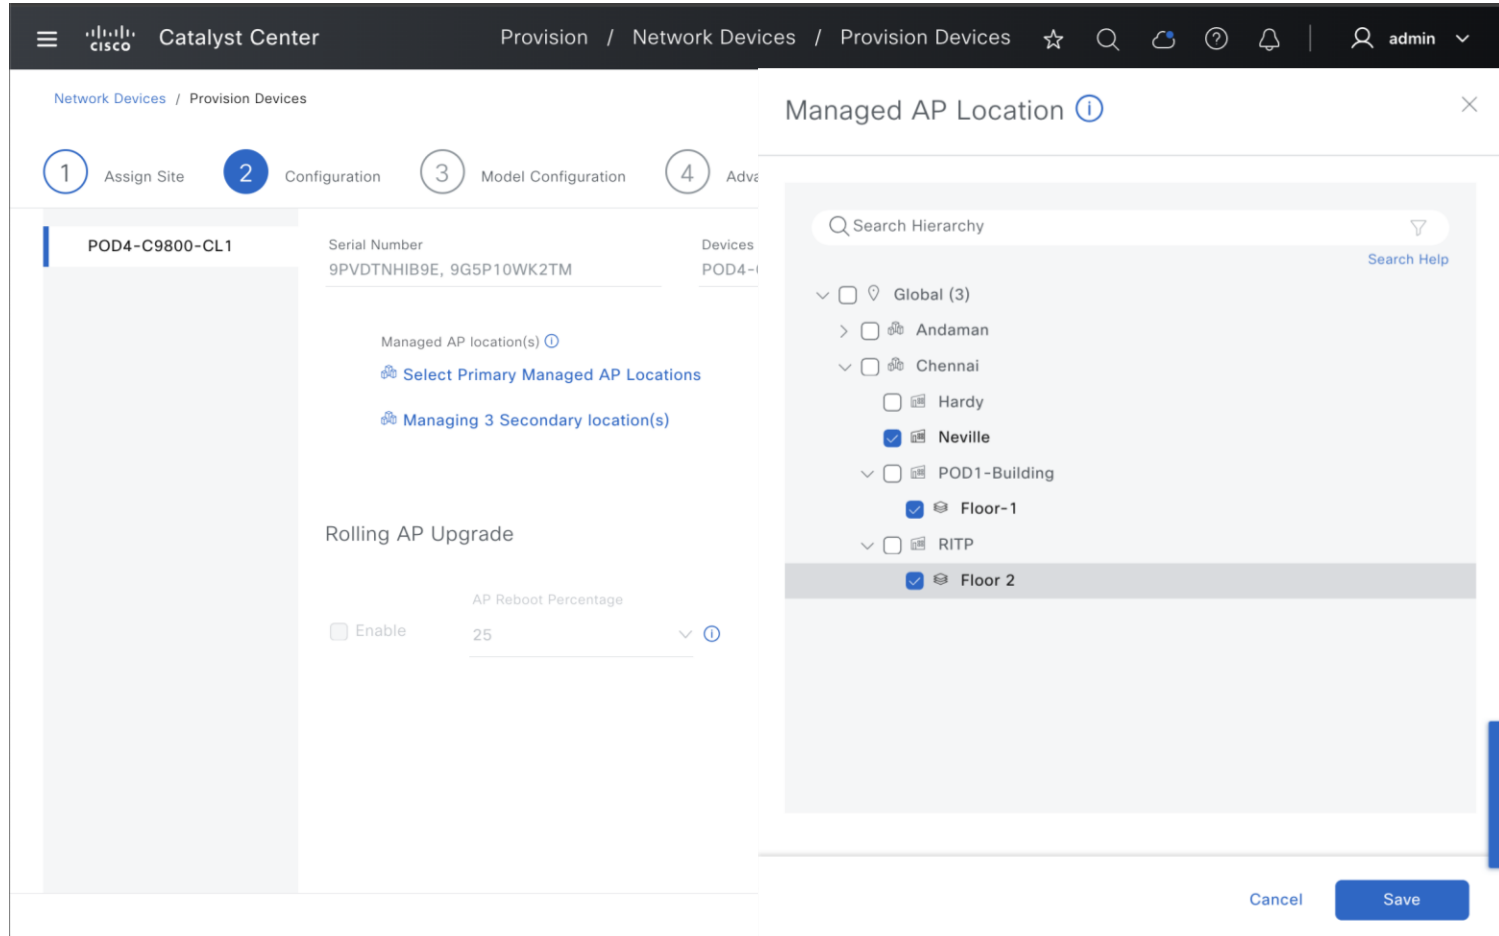 cisco Catalyst Center Provision / Network Devices / Provision Devices admin
Network Devices / Provision Devices
1 Assign Site 2 Configuration 3 Model Configuration 4 Adva
POD4-C9800-CL1
Serial Number
9PVDTNHIB9E, 9G5P10WK2TM
Devices
POD4-
Managed AP location(s)
Select Primary Managed AP Locations
Managing 3 Secondary location(s)
Rolling AP Upgrade
Enable
AP Reboot Percentage
25
Managed AP Location
Search Hierarchy
Search Help
Global (3)
Andaman
Chennai
Hardy
Neville
POD1-Building
Floor-1
RITP
Floor 2
Cancel Save